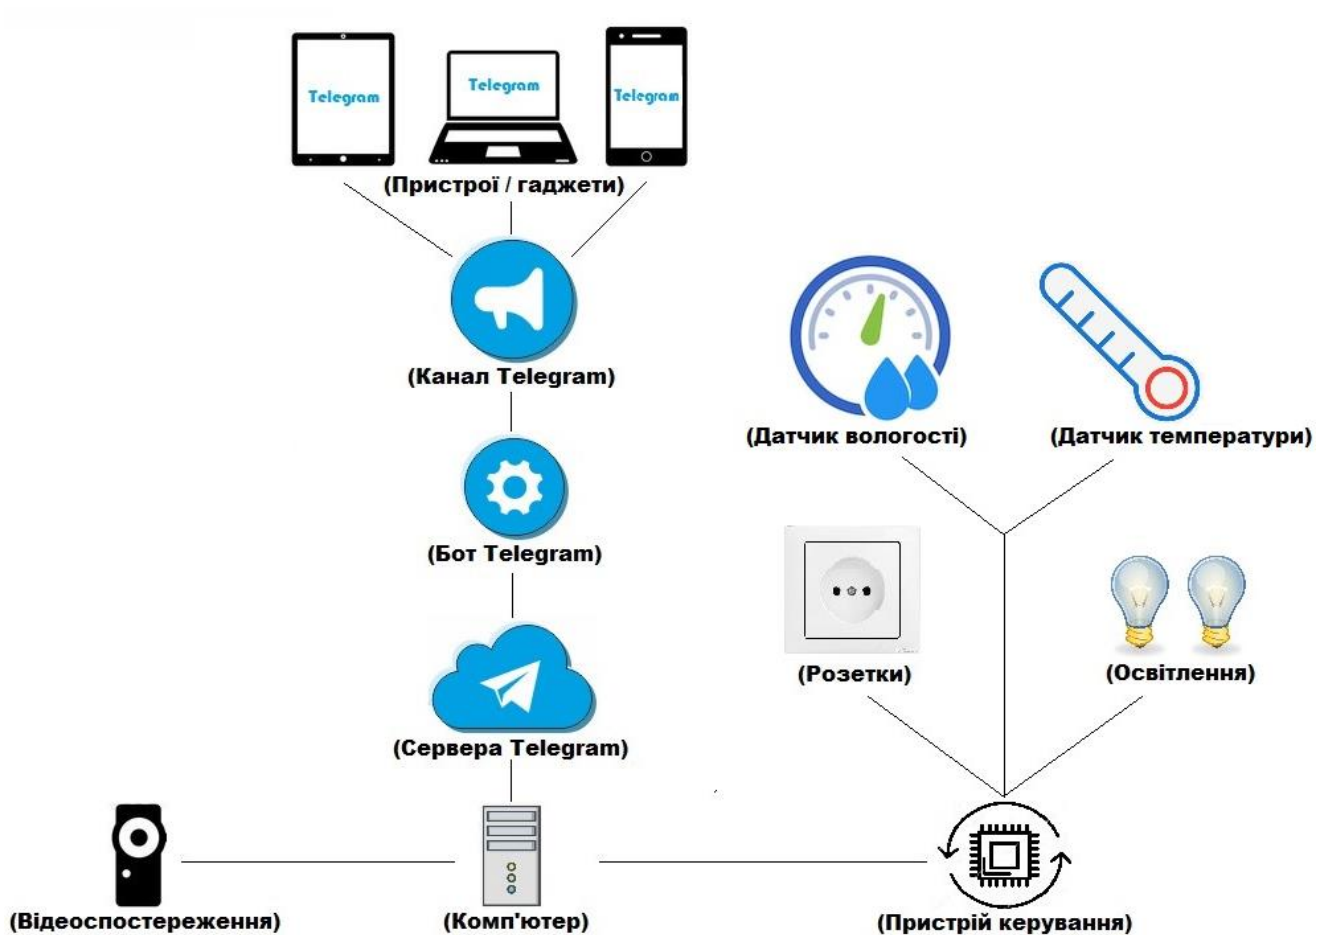 Telegram
Telegram
Telegram
(Пристрої / гаджети)
(Канал Telegram)
(Датчик вологості)
(Датчик температури)
(Бот Telegram)
(Розетки)
(Освітлення)
(Сервера Telegram)
(Відеоспостереження)
(Комп'ютер)
(Пристрій керування)